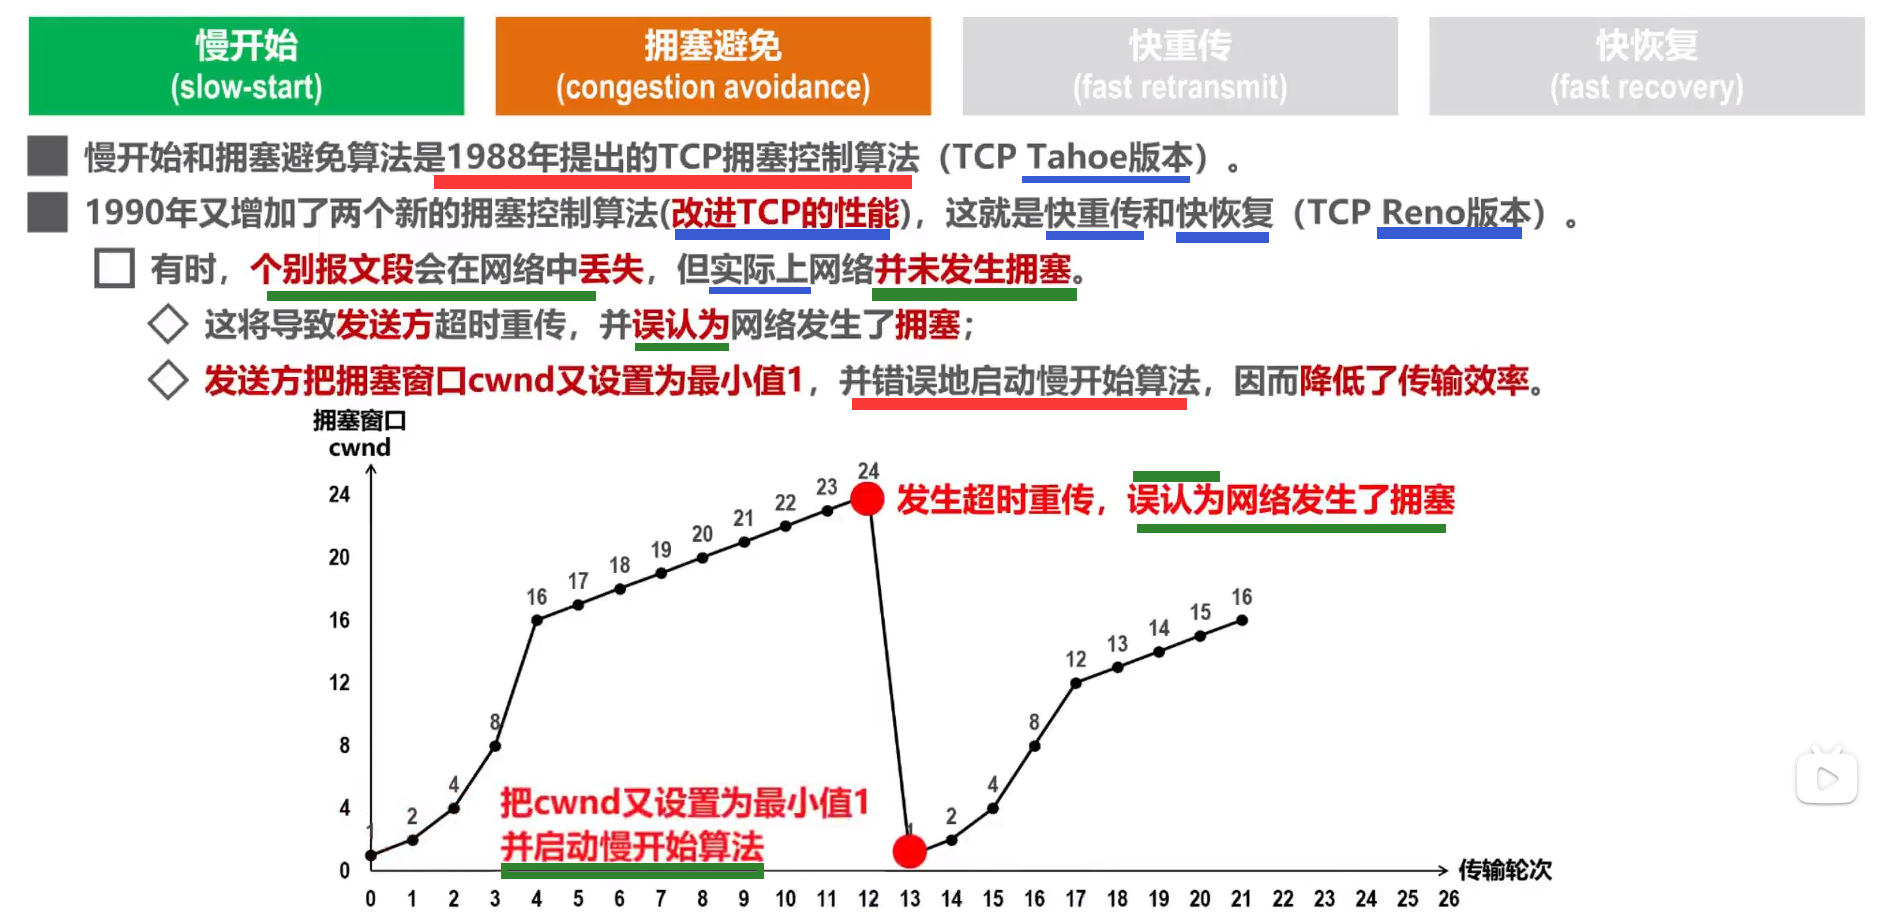 慢开始
(slow-start)
拥塞避免
(congestion avoidance)
快重传
(fast retransmit)
快恢复
(fast recovery)
慢开始和拥塞避免算法是1988年提出的TCP拥塞控制算法（TCP Tahoe版本）。
1990年又增加了两个新的拥塞控制算法(改进TCP的性能)，这就是快重传和快恢复（TCP Reno版本）。
有时，个别报文段会在网络中丢失，但实际上网络并未发生拥塞。
这将导致发送方超时重传，并误认为网络发生了拥塞；
发送方把拥塞窗口cwnd又设置为最小值1，并错误地启动慢开始算法，因而降低了传输效率。
拥塞窗口
cwnd
24
20
16
12
8
4
0
1
2
4
8
16
17
18
19
20
21
22
23
24
发生超时重传，误认为网络发生了拥塞
把cwnd又设置为最小值1
并启动慢开始算法
1
2
4
8
12
13
14
15
16
传输轮次
0 1 2 3 4 5 6 7 8 9 10 11 12 13 14 15 16 17 18 19 20 21 22 23 24 25 26